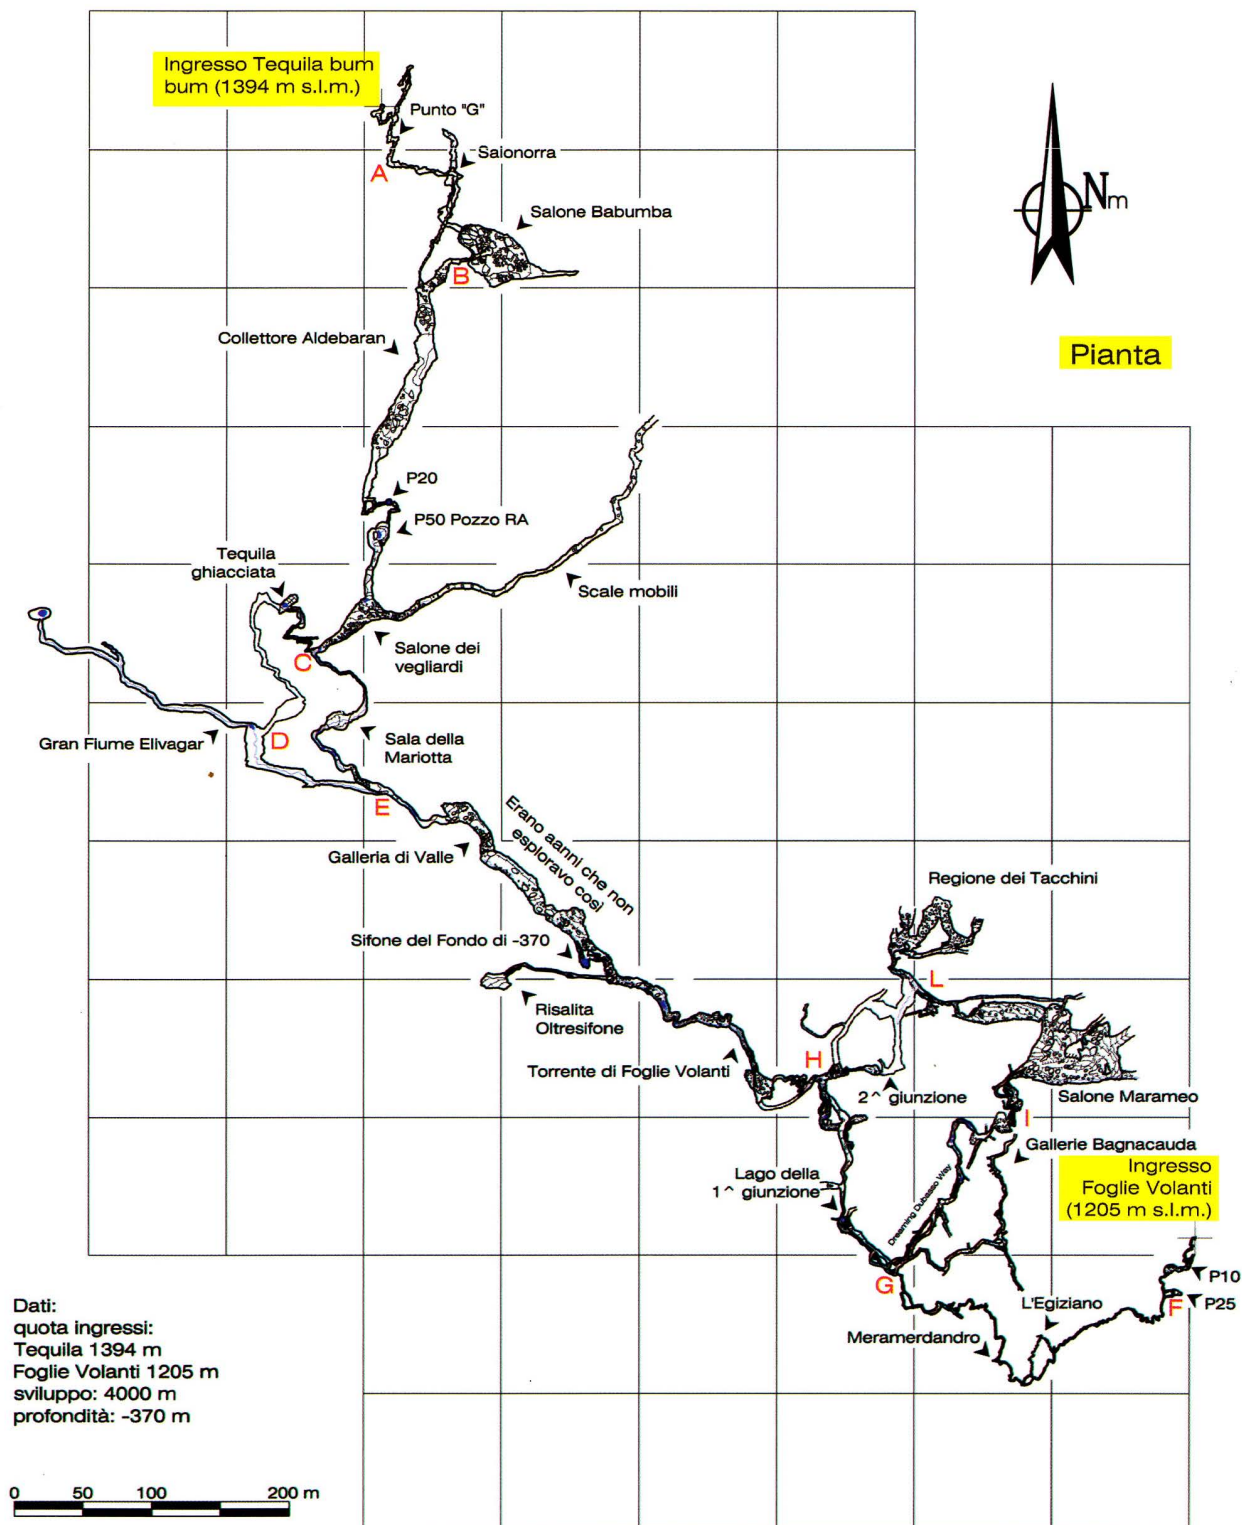 Ingresso Tequila bum
bum (1394 m s.l.m.)
Punto "G"
A
Saionorra
Salone Babumba
B
Nm
Collettore Aldebaran
Pianta
P20
P50 Pozzo RA
Tequila
ghiacciata
Scale mobili
C
Salone dei
vegliardi
Gran Fiume Elivagar
D
Sala della
Mariotta
E
Galleria di Valle
Erano aanni che non
esploravo così
Regione dei Tacchini
Sifone del Fondo di -370
L
Risalita
Oltresifone
Torrente di Foglie Volanti
H
2^ giunzione
Salone Marameo
I
Gallerie Bagnacauda
Lago della
1^ giunzione
Dreaming Dubasso Way
Ingresso
Foglie Volanti
(1205 m s.l.m.)
G
P10
F
P25
L'Egiziano
Meramerdandro
Dati:
quota ingressi:
Tequila 1394 m
Foglie Volanti 1205 m
sviluppo: 4000 m
profondità: -370 m
0 50 100 200 m